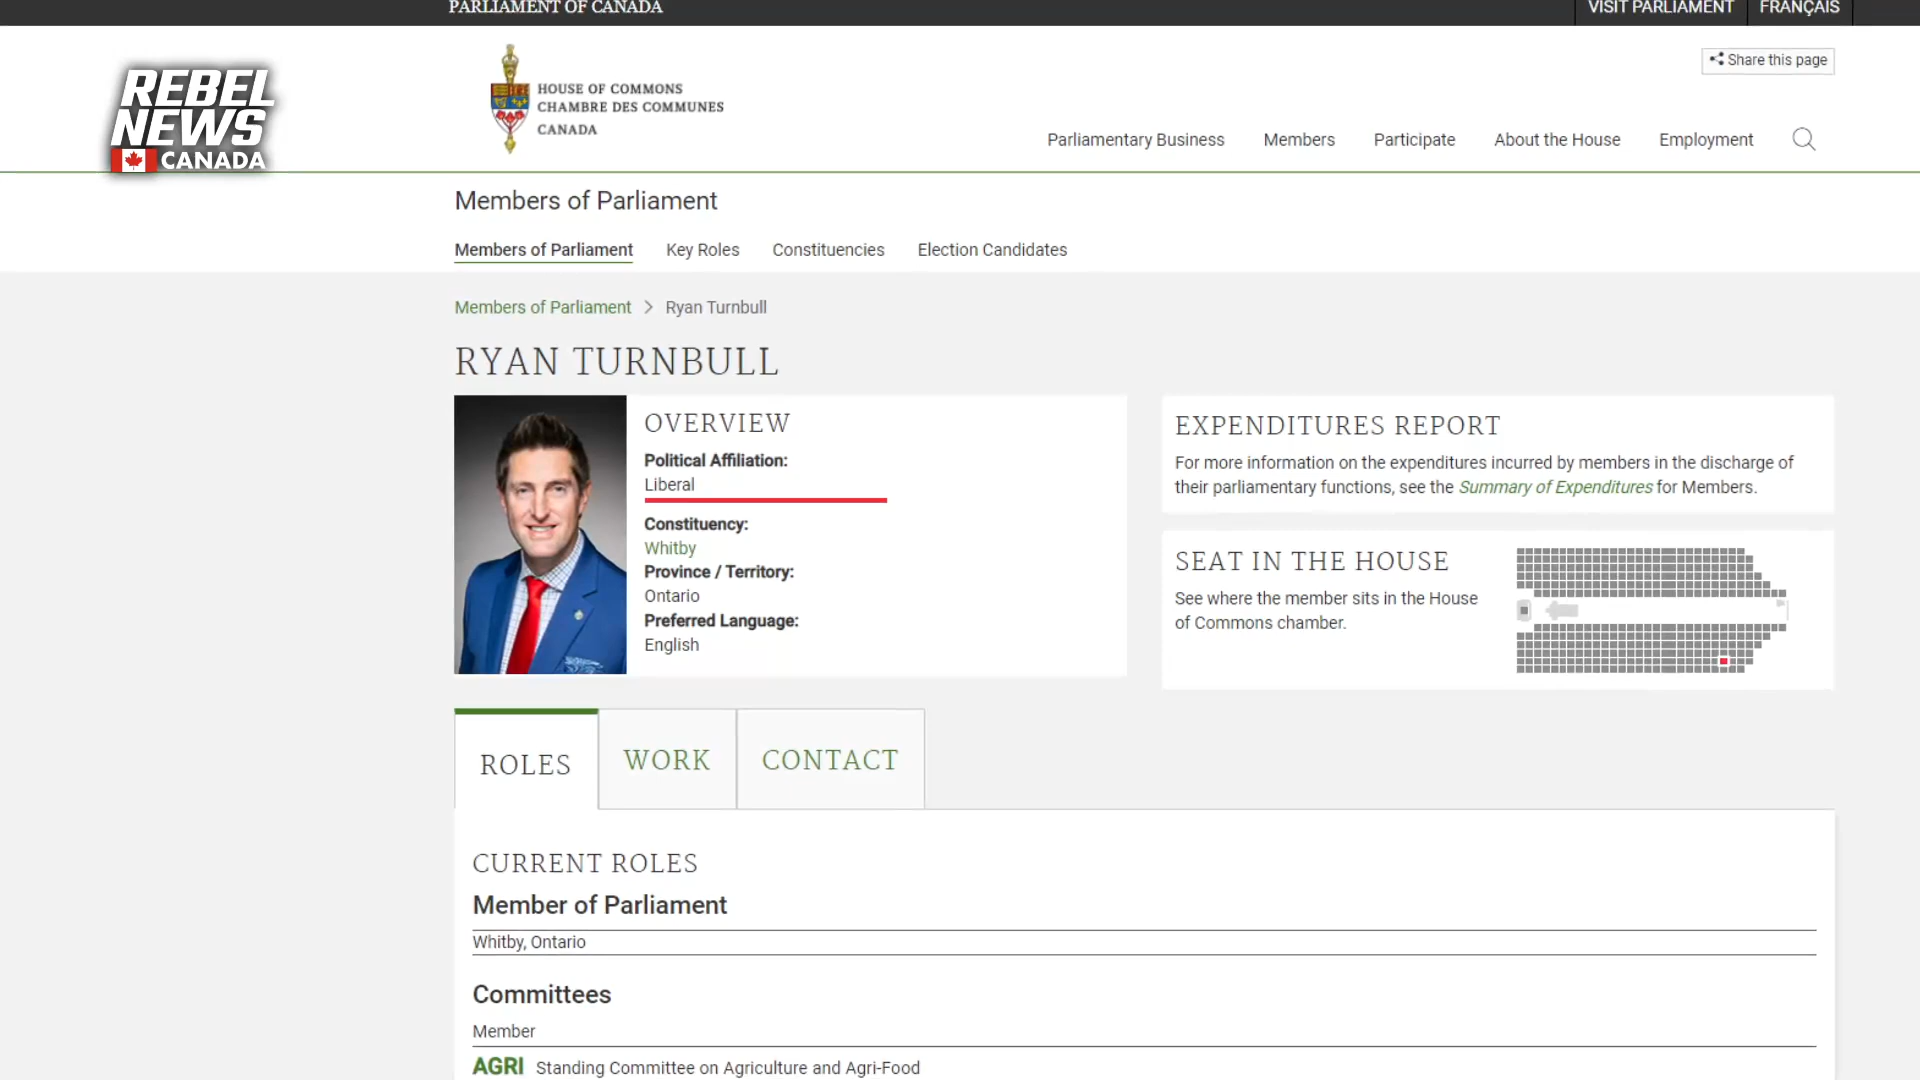 PARLIAMENT OF CANADA
VISIT PARLIAMENT
FRANÇAIS
REBEL
NEWS
CANADA
HOUSE OF COMMONS
CHAMBRE DES COMMUNES
CANADA
Share this page
Parliamentary Business
Members
Participate
About the House
Employment
Members of Parliament
Members of Parliament
Key Roles
Constituencies
Election Candidates
Members of Parliament > Ryan Turnbull
RYAN TURNBULL
OVERVIEW
Political Affiliation:
Liberal
Constituency:
Whitby
Province / Territory:
Ontario
Preferred Language:
English
EXPENDITURES REPORT
For more information on the expenditures incurred by members in the discharge of
their parliamentary functions, see the Summary of Expenditures for Members.
SEAT IN THE HOUSE
See where the member sits in the House
of Commons chamber.
ROLES
WORK
CONTACT
CURRENT ROLES
Member of Parliament
Whitby, Ontario
Committees
Member
AGRI Standing Committee on Agriculture and Agri-Food